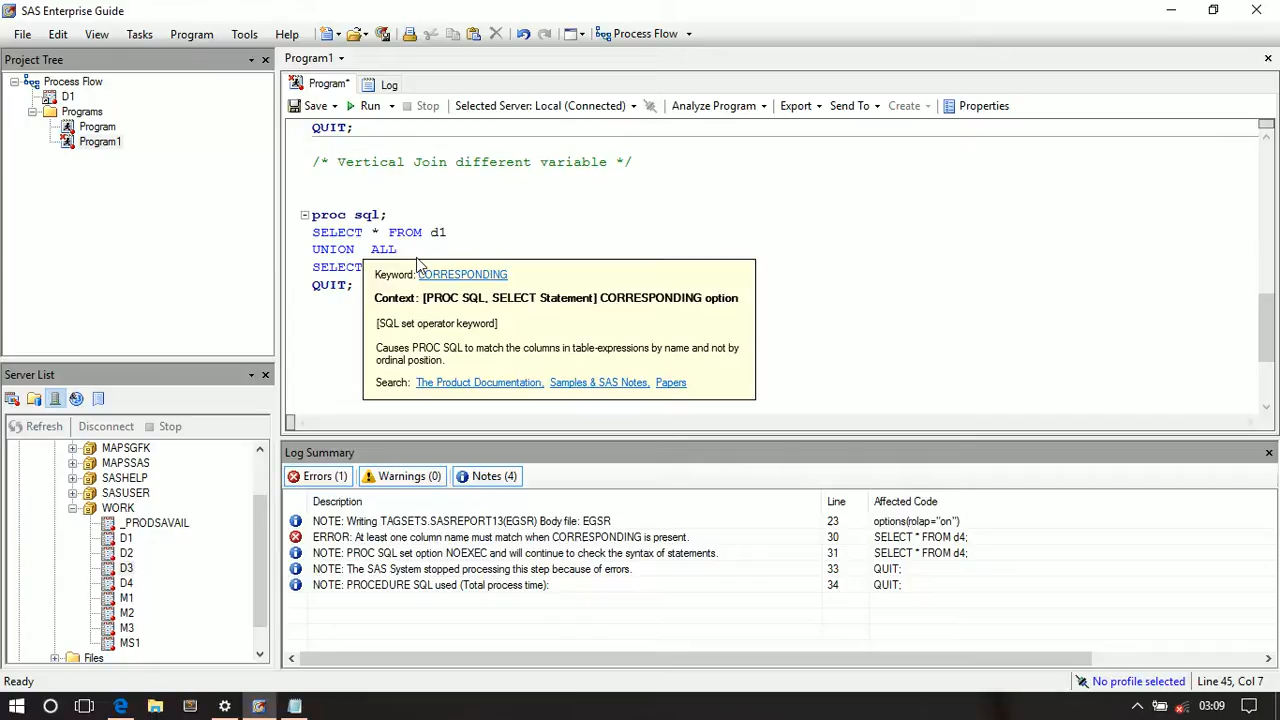 SAS Enterprise Guide
File Edit View Tasks Program Tools Help Process Flow
Project Tree
Process Flow
D1
Programs
Program
Program1
Program1
Program* Log
Save Run Stop Selected Server: Local (Connected) Analyze Program Export Send To Create Properties
QUIT;
/* Vertical Join different variable */
proc sql;
SELECT * FROM d1
UNION ALL
SELECT
QUIT;
Keyword: CORRESPONDING
Context: [PROC SQL, SELECT Statement] CORRESPONDING option
[SQL set operator keyword]
Causes PROC SQL to match the columns in table-expressions by name and not by
ordinal position.
Search: The Product Documentation, Samples & SAS Notes, Papers
Server List
Refresh Disconnect Stop
MAPSGFK
MAPSSAS
SASHELP
SASUSER
WORK
_PRODSAVAIL
D1
D2
D3
D4
M1
M2
M3
MS1
Files
Log Summary
Errors (1) Warnings (0) Notes (4)
Description Line Affected Code
NOTE: Writing TAGSETS.SASREPORT13(EGSR) Body file: EGSR 23 options(rolap="on")
ERROR: At least one column name must match when CORRESPONDING is present. 30 SELECT * FROM d4;
NOTE: PROC SQL set option NOEXEC and will continue to check the syntax of statements. 31 SELECT * FROM d4;
NOTE: The SAS System stopped processing this step because of errors. 33 QUIT;
NOTE: PROCEDURE SQL used (Total process time): 34 QUIT;
Ready No profile selected Line 45, Col 7
03:09